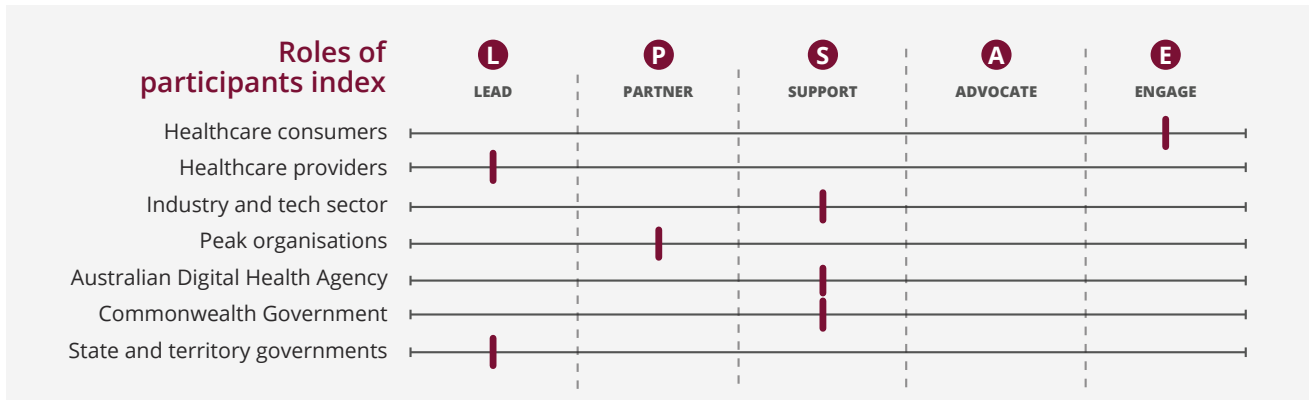 Roles of
participants index
L P S A E
LEAD PARTNER SUPPORT ADVOCATE ENGAGE
Healthcare consumers
Healthcare providers
Industry and tech sector
Peak organisations
Australian Digital Health Agency
Commonwealth Government
State and territory governments